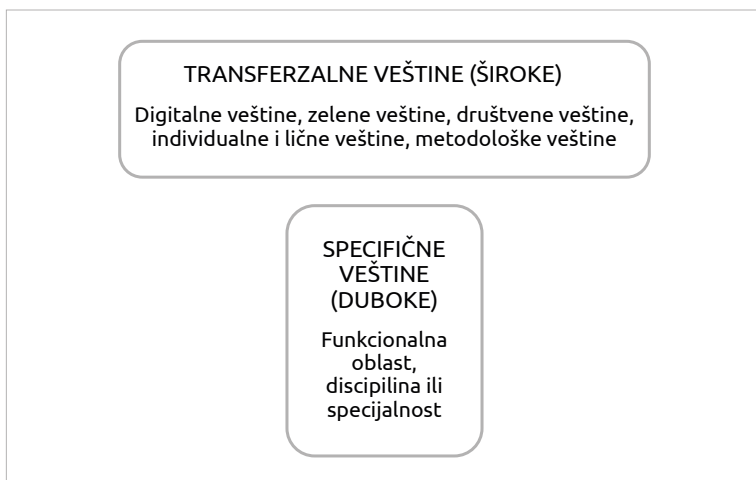 TRANSFERZALNE VEŠTINE (ŠIROKE)
Digitalne veštine, zelene veštine, društvene veštine,
individualne i lične veštine, metodološke veštine
SPECIFIČNE
VEŠTINE
(DUBOKE)
Funkcionalna
oblast,
discipilina ili
specijalnost